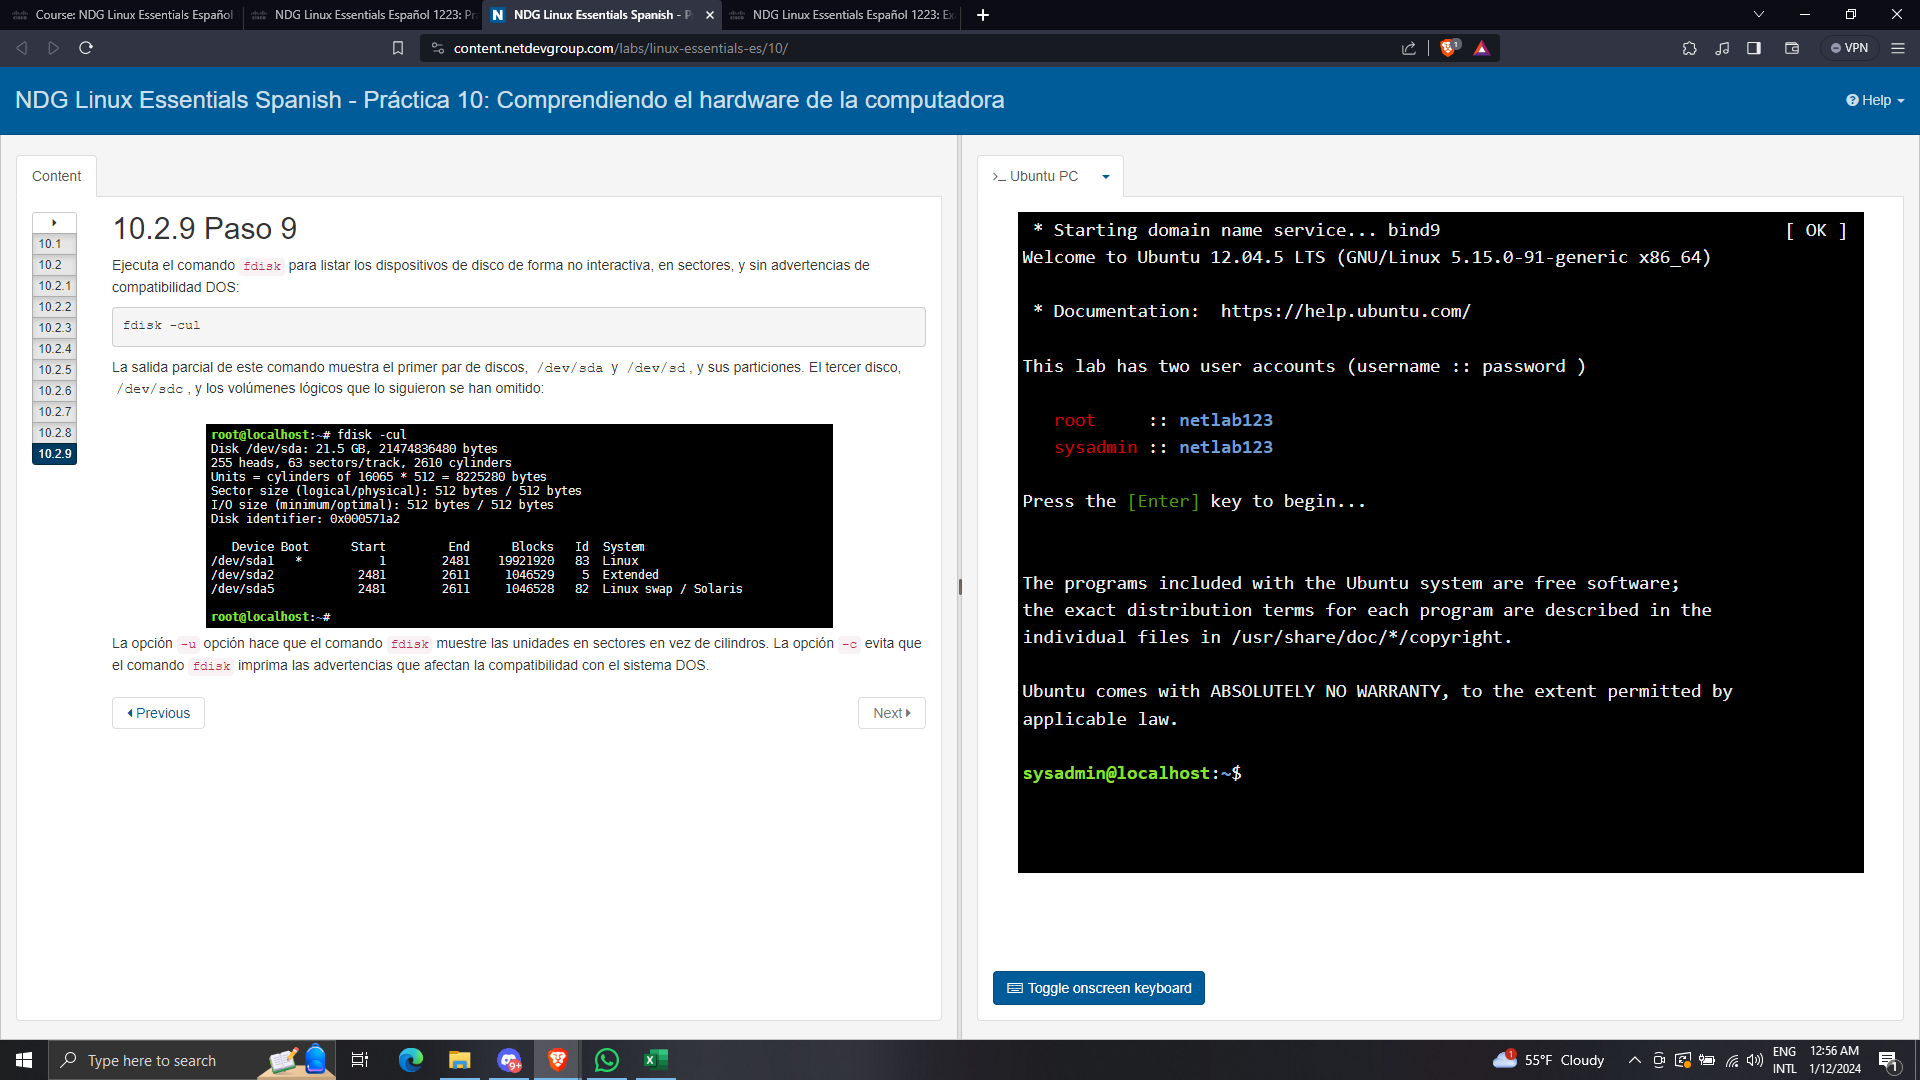 Course: NDG Linux Essentials Español
NDG Linux Essentials Español 1223: Pr
NDG Linux Essentials Spanish - P
NDG Linux Essentials Español 1223: Ex
content.netdevgroup.com/labs/linux-essentials-es/10/
1
VPN
NDG Linux Essentials Spanish - Práctica 10: Comprendiendo el hardware de la computadora
Help
Content
10.1
10.2
10.2.1
10.2.2
10.2.3
10.2.4
10.2.5
10.2.6
10.2.7
10.2.8
10.2.9
10.2.9 Paso 9
Ejecuta el comando fdisk para listar los dispositivos de disco de forma no interactiva, en sectores, y sin advertencias de
compatibilidad DOS:
fdisk -cul
La salida parcial de este comando muestra el primer par de discos, /dev/sda y /dev/sd, y sus particiones. El tercer disco,
/dev/sdc, y los volúmenes lógicos que lo siguieron se han omitido:
root@localhost:~# fdisk -cul
Disk /dev/sda: 21.5 GB, 21474836480 bytes
255 heads, 63 sectors/track, 2610 cylinders
Units = cylinders of 16065 * 512 = 8225280 bytes
Sector size (logical/physical): 512 bytes / 512 bytes
I/O size (minimum/optimal): 512 bytes / 512 bytes
Disk identifier: 0x000571a2
Device Boot Start End Blocks Id System
/dev/sda1 * 1 2481 19921920 83 Linux
/dev/sda2 2481 2611 1046529 5 Extended
/dev/sda5 2481 2611 1046528 82 Linux swap / Solaris
root@localhost:~#
La opción -u opción hace que el comando fdisk muestre las unidades en sectores en vez de cilindros. La opción -c evita que
el comando fdisk imprima las advertencias que afectan la compatibilidad con el sistema DOS.
Previous
Next
>_ Ubuntu PC
* Starting domain name service... bind9 [ OK ]
Welcome to Ubuntu 12.04.5 LTS (GNU/Linux 5.15.0-91-generic x86_64)
* Documentation: https://help.ubuntu.com/
This lab has two user accounts (username :: password )
root :: netlab123
sysadmin :: netlab123
Press the [Enter] key to begin...
The programs included with the Ubuntu system are free software;
the exact distribution terms for each program are described in the
individual files in /usr/share/doc/*/copyright.
Ubuntu comes with ABSOLUTELY NO WARRANTY, to the extent permitted by
applicable law.
sysadmin@localhost:~$
Toggle onscreen keyboard
Type here to search
9+
1
55°F Cloudy
ENG
INTL
12:56 AM
1/12/2024
1